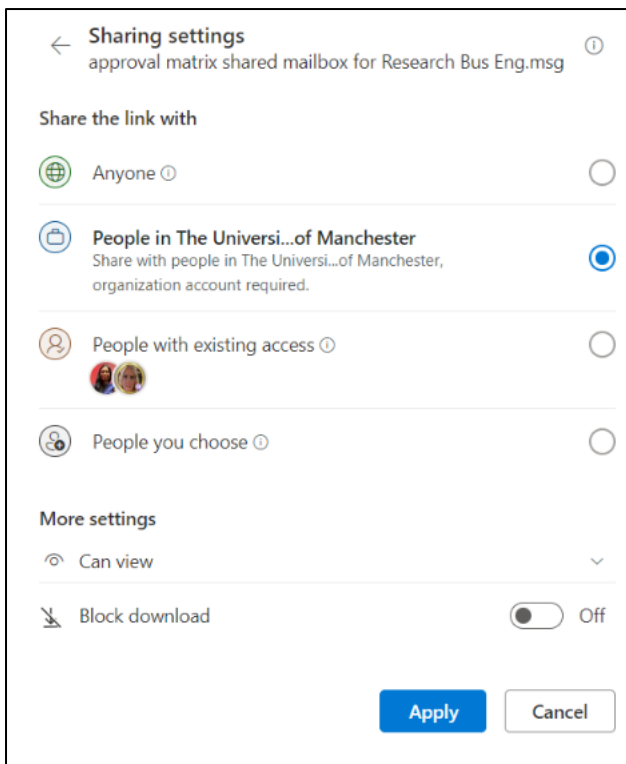 Sharing settings
approval matrix shared mailbox for Research Bus Eng.msg
Share the link with
Anyone
People in The Universi...of Manchester
Share with people in The Universi...of Manchester,
organization account required.
People with existing access
People you choose
More settings
Can view
Block download
Off
Apply
Cancel